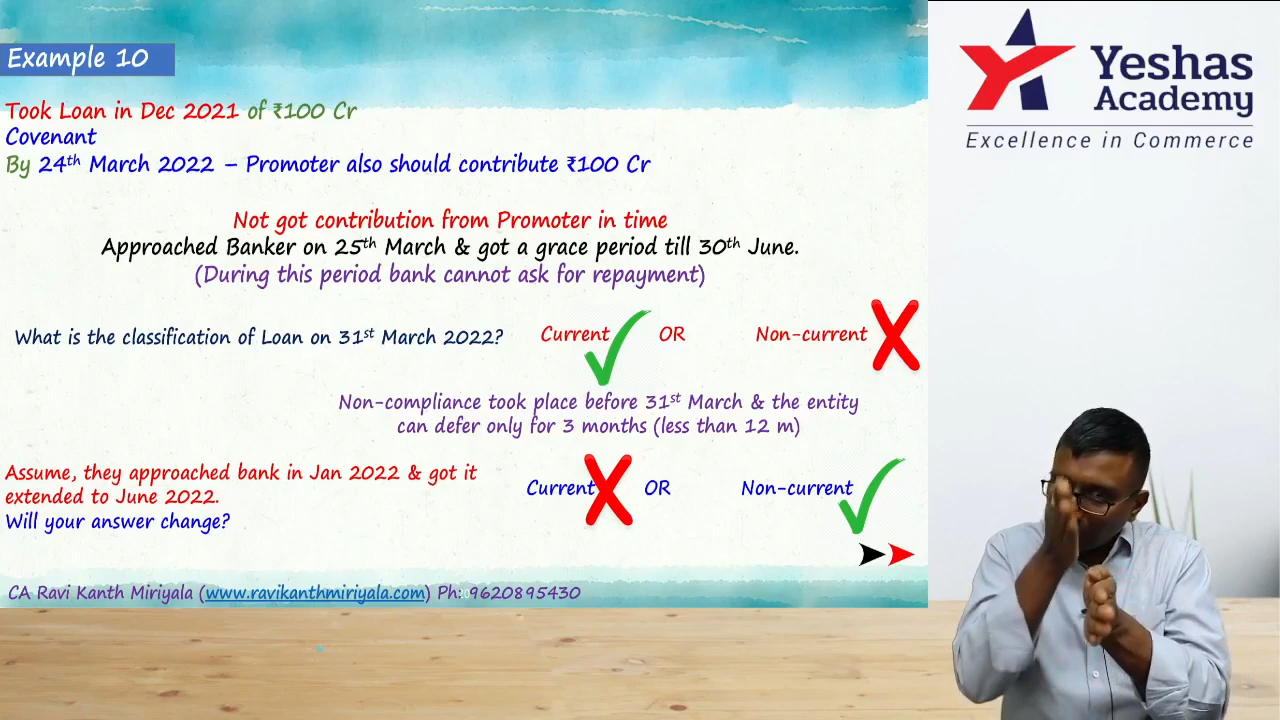 Example 10
Took Loan in Dec 2021 of ₹100 Cr
Covenant
By 24th March 2022 – Promoter also should contribute ₹100 Cr
Not got contribution from Promoter in time
Approached Banker on 25th March & got a grace period till 30th June.
(During this period bank cannot ask for repayment)
What is the classification of Loan on 31st March 2022? Current OR Non-current
Non-compliance took place before 31st March & the entity
can defer only for 3 months (less than 12 m)
Assume, they approached bank in Jan 2022 & got it
extended to June 2022.
Will your answer change?
Current OR Non-current
CA Ravi Kanth Miriyala (www.ravikanthmiriyala.com) Ph: 9620895430
Yeshas
Academy
Excellence in Commerce